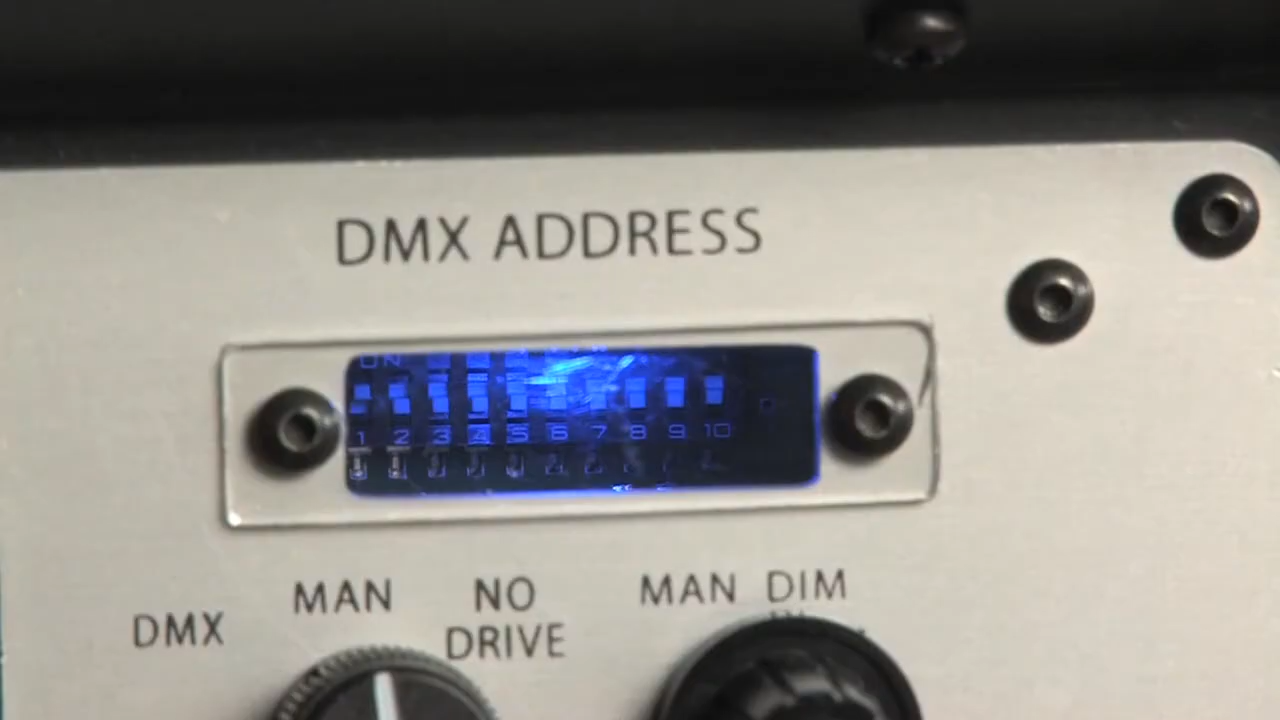 DMX ADDRESS
ON
1 2 3 4 5 6 7 8 9 10
MAN NO MAN DIM
DMX DRIVE